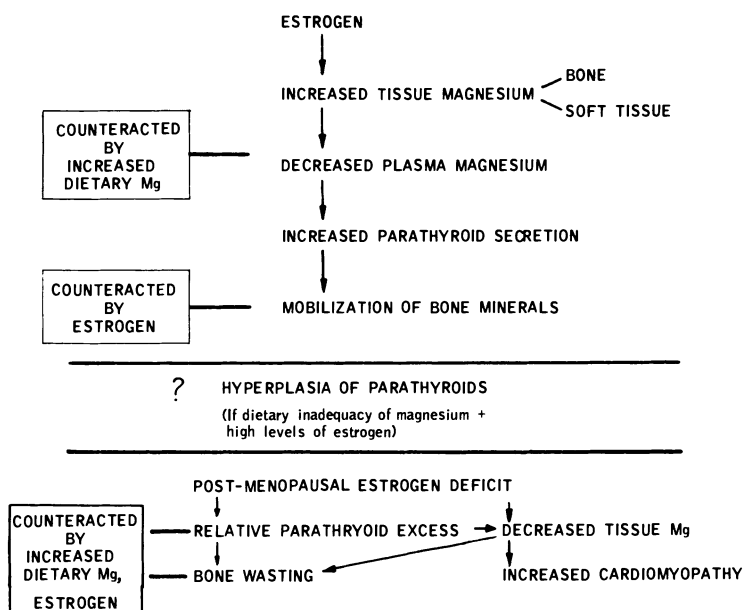 ESTROGEN
INCREASED TISSUE MAGNESIUM
BONE
SOFT TISSUE
COUNTERACTED
BY
INCREASED
DIETARY Mg
DECREASED PLASMA MAGNESIUM
INCREASED PARATHYROID SECRETION
COUNTERACTED
BY
ESTROGEN
MOBILIZATION OF BONE MINERALS
? HYPERPLASIA OF PARATHYROIDS
(If dietary inadequacy of magnesium +
high levels of estrogen)
POST-MENOPAUSAL ESTROGEN DEFICIT
COUNTERACTED
BY
INCREASED
DIETARY Mg,
ESTROGEN
RELATIVE PARATHRYOID EXCESS
DECREASED TISSUE Mg
BONE WASTING
INCREASED CARDIOMYOPATHY